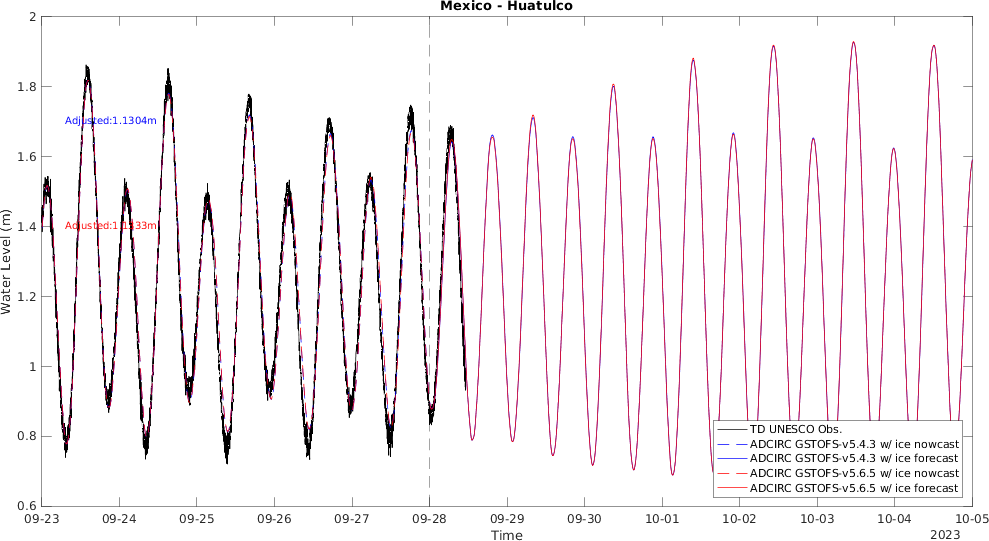 Mexico - Huatulco
Water Level (m)
2
1.8
1.6
1.4
1.2
1
0.8
0.6
Adjusted:1.1304m
TD UNESCO Obs.
ADCIRC GSTOFS-v5.4.3 w/ ice nowcast
ADCIRC GSTOFS-v5.4.3 w/ ice forecast
ADCIRC GSTOFS-v5.6.5 w/ ice nowcast
ADCIRC GSTOFS-v5.6.5 w/ ice forecast
09-23 09-24 09-25 09-26 09-27 09-28 09-29 09-30 10-01 10-02 10-03 10-04 10-05
Time
2023